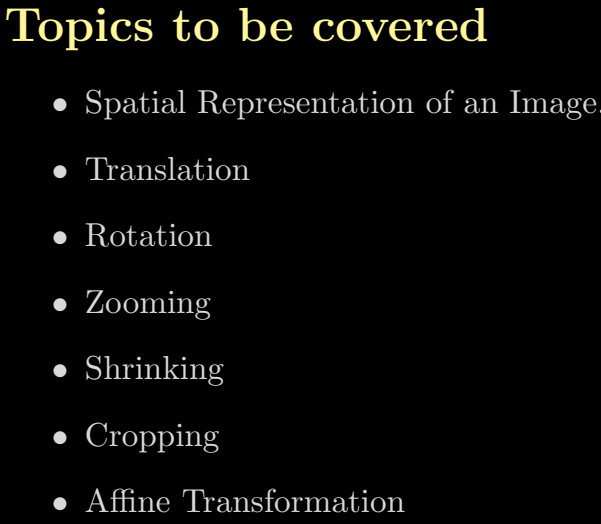 Topics to be covered
• Spatial Representation of an Image.
• Translation
• Rotation
• Zooming
• Shrinking
• Cropping
• Affine Transformation